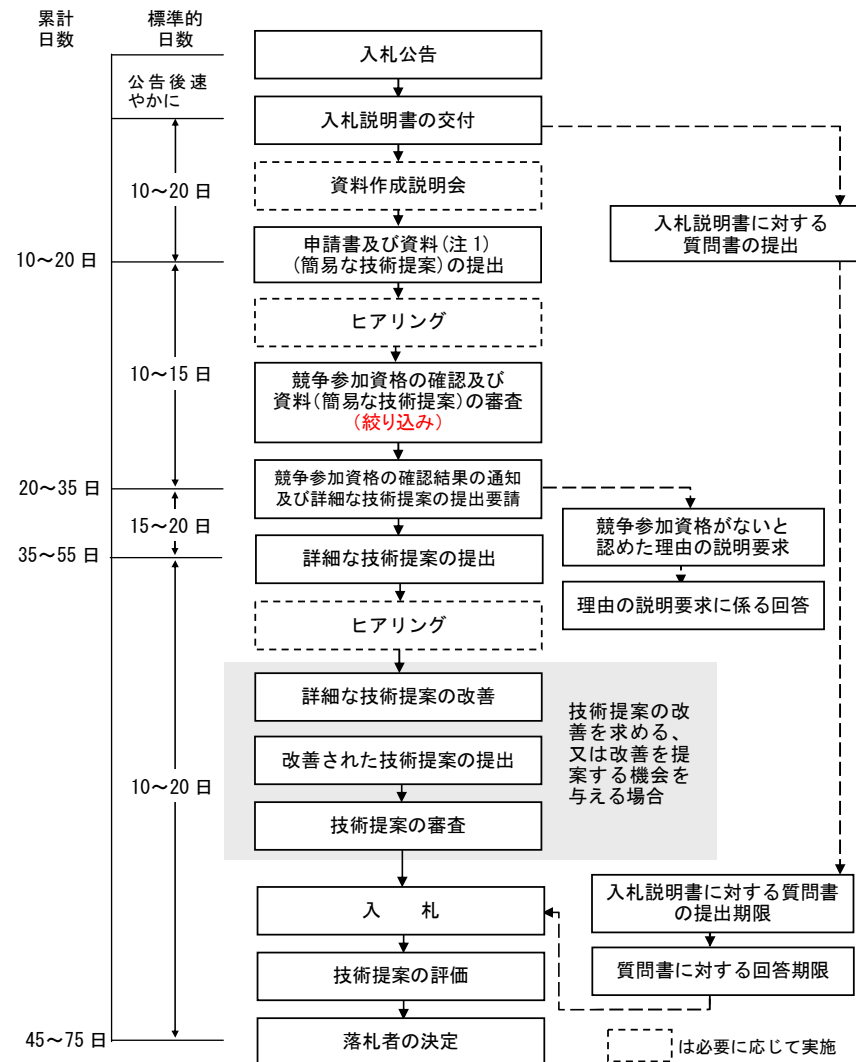 累計
日数
標準的
日数
入札公告
公告後速
やかに
入札説明書の交付
10～20 日
資料作成説明会
入札説明書に対する
質問書の提出
申請書及び資料(注 1)
(簡易な技術提案)の提出
10～20 日
ヒアリング
10～15 日
競争参加資格の確認及び
資料(簡易な技術提案)の審査
(絞り込み)
競争参加資格の確認結果の通知
及び詳細な技術提案の提出要請
20～35 日
15～20 日
競争参加資格がないと
認めた理由の説明要求
35～55 日
詳細な技術提案の提出
理由の説明要求に係る回答
ヒアリング
詳細な技術提案の改善
技術提案の改
善を求める、
又は改善を提
案する機会を
与える場合
改善された技術提案の提出
10～20 日
技術提案の審査
入札説明書に対する質問書
の提出期限
入　札
質問書に対する回答期限
技術提案の評価
45～75 日
落札者の決定
は必要に応じて実施